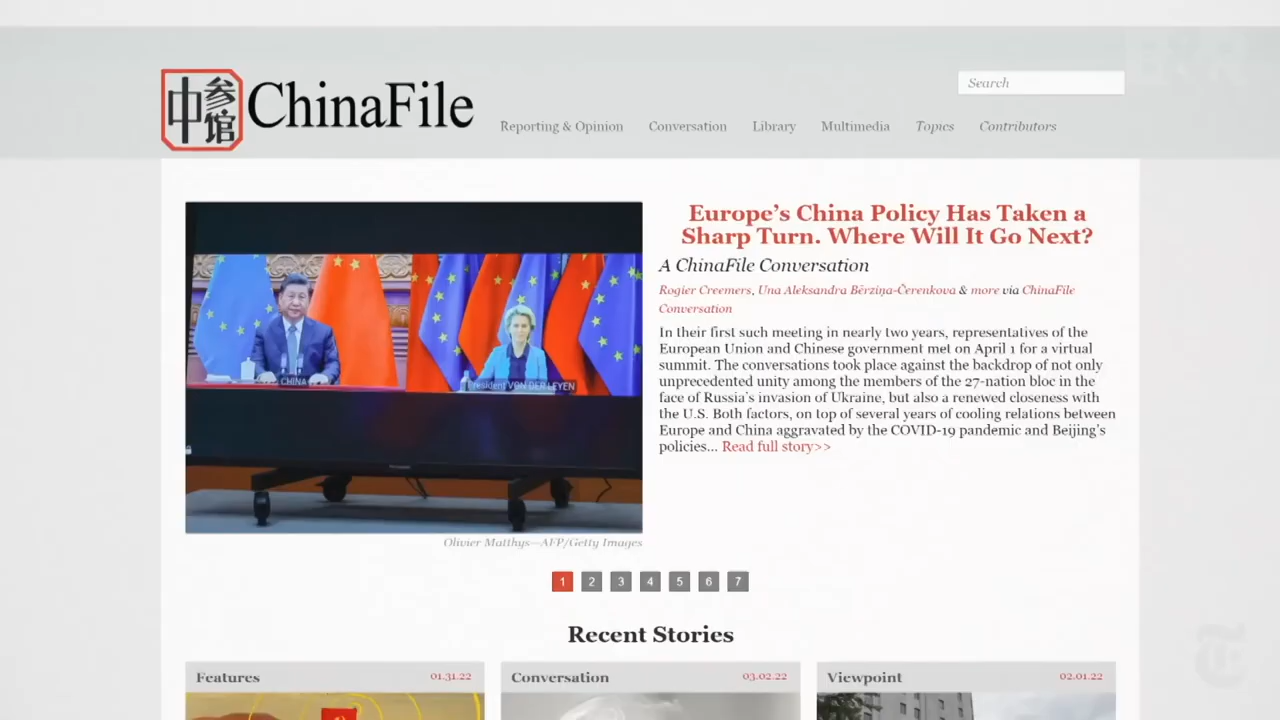 中参馆 ChinaFile
Search
Reporting & Opinion Conversation Library Multimedia Topics Contributors
Europe's China Policy Has Taken a
Sharp Turn. Where Will It Go Next?
A ChinaFile Conversation
Rogier Creemers, Una Aleksandra Bērziņa-Čerenkova & more via ChinaFile
Conversation
In their first such meeting in nearly two years, representatives of the
European Union and Chinese government met on April 1 for a virtual
summit. The conversations took place against the backdrop of not only
unprecedented unity among the members of the 27-nation bloc in the
face of Russia's invasion of Ukraine, but also a renewed closeness with
the U.S. Both factors, on top of several years of cooling relations between
Europe and China aggravated by the COVID-19 pandemic and Beijing's
policies... Read full story>>
CHINA
President VON DER LEYEN
Olivier Matthys—AFP/Getty Images
1 2 3 4 5 6 7
Recent Stories
Features 01.31.22
Conversation 03.02.22
Viewpoint 02.01.22
T